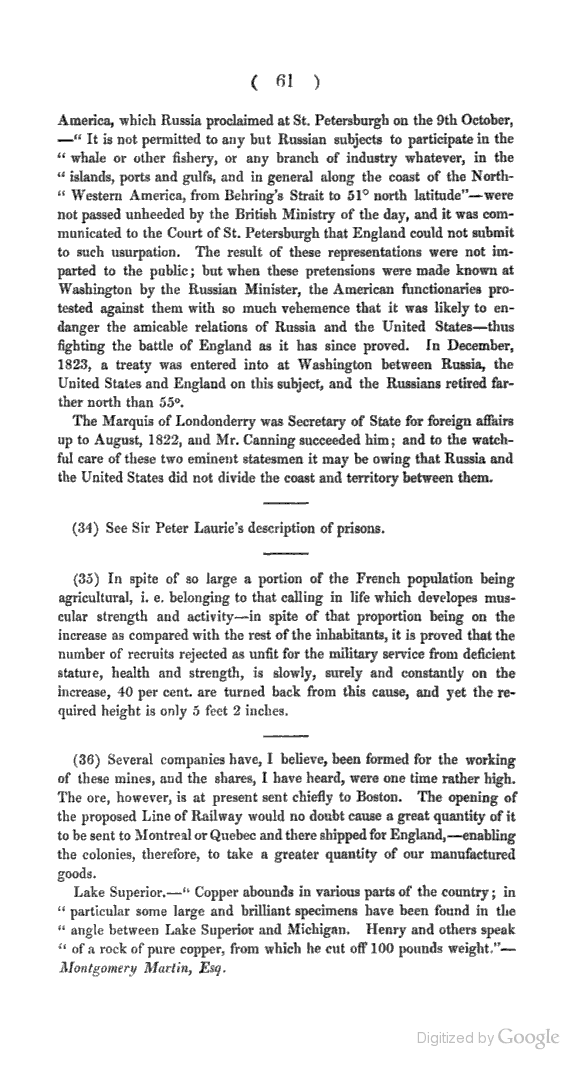 ( 61 )
America, which Russia proclaimed at St. Petersburgh on the 9th October,
—“ It is not permitted to any but Russian subjects to participate in the
“ whale or other fishery, or any branch of industry whatever, in the
“ islands, ports and gulfs, and in general along the coast of the North-
“ Western America, from Behring’s Strait to 51° north latitude”—were
not passed unheeded by the British Ministry of the day, and it was com-
municated to the Court of St. Petersburgh that England could not submit
to such usurpation. The result of these representations were not im-
parted to the public; but when these pretensions were made known at
Washington by the Russian Minister, the American functionaries pro-
tested against them with so much vehemence that it was likely to en-
danger the amicable relations of Russia and the United States—thus
fighting the battle of England as it has since proved. In December,
1823, a treaty was entered into at Washington between Russia, the
United States and England on this subject, and the Russians retired far-
ther north than 55°.
The Marquis of Londonderry was Secretary of State for foreign affairs
up to August, 1822, and Mr. Canning succeeded him; and to the watch-
ful care of these two eminent statesmen it may be owing that Russia and
the United States did not divide the coast and territory between them.
(34) See Sir Peter Laurie’s description of prisons.
(35) In spite of so large a portion of the French population being
agricultural, i. e. belonging to that calling in life which developes mus-
cular strength and activity—in spite of that proportion being on the
increase as compared with the rest of the inhabitants, it is proved that the
number of recruits rejected as unfit for the military service from deficient
stature, health and strength, is slowly, surely and constantly on the
increase, 40 per cent. are turned back from this cause, and yet the re-
quired height is only 5 feet 2 inches.
(36) Several companies have, I believe, been formed for the working
of these mines, and the shares, I have heard, were one time rather high.
The ore, however, is at present sent chiefly to Boston. The opening of
the proposed Line of Railway would no doubt cause a great quantity of it
to be sent to Montreal or Quebec and there shipped for England,—enabling
the colonies, therefore, to take a greater quantity of our manufactured
goods.
Lake Superior.—“ Copper abounds in various parts of the country; in
“ particular some large and brilliant specimens have been found in the
“ angle between Lake Superior and Michigan. Henry and others speak
“ of a rock of pure copper, from which he cut off 100 pounds weight.”—
Montgomery Martin, Esq.
Digitized by Google